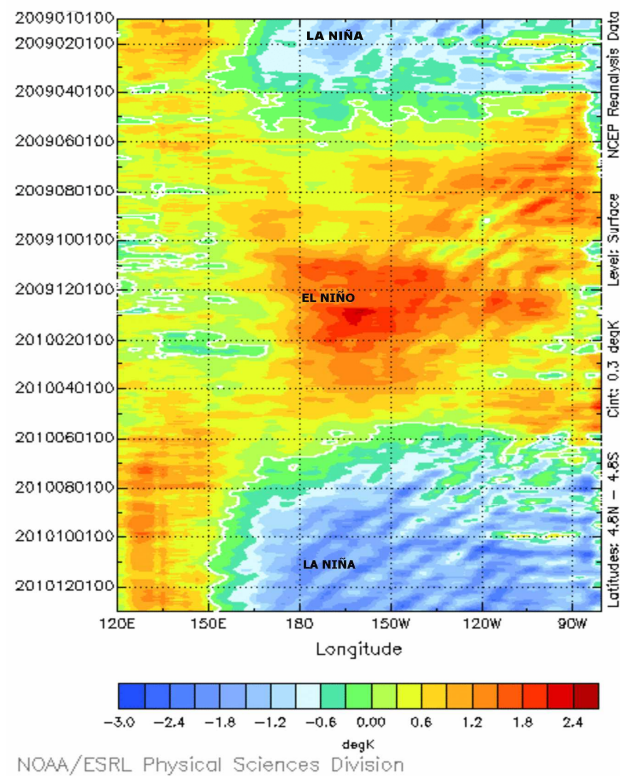 2009010100
LA NIÑA
2009020100
2009040100
2009060100
2009080100
2009100100
2009120100
EL NIÑO
2010020100
2010040100
2010060100
2010080100
2010100100
LA NIÑA
2010120100
120E 150E 180 150W 120W 90W
Longitude
Latitudes: 4.8N – 4.8S Cint: 0.3 degK Level: Surface NCEP Reanalysis Data
−3.0 −2.4 −1.8 −1.2 −0.6 0.00 0.6 1.2 1.8 2.4
degK
NOAA/ESRL Physical Sciences Division